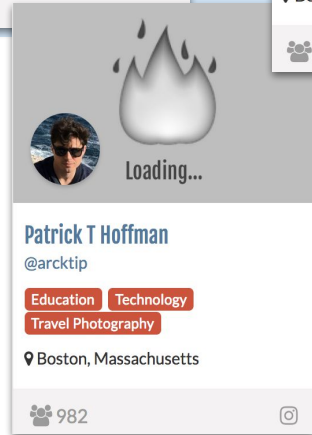 Loading...
Patrick T Hoffman
@arcktip
Education Technology
Travel Photography
Boston, Massachusetts
982